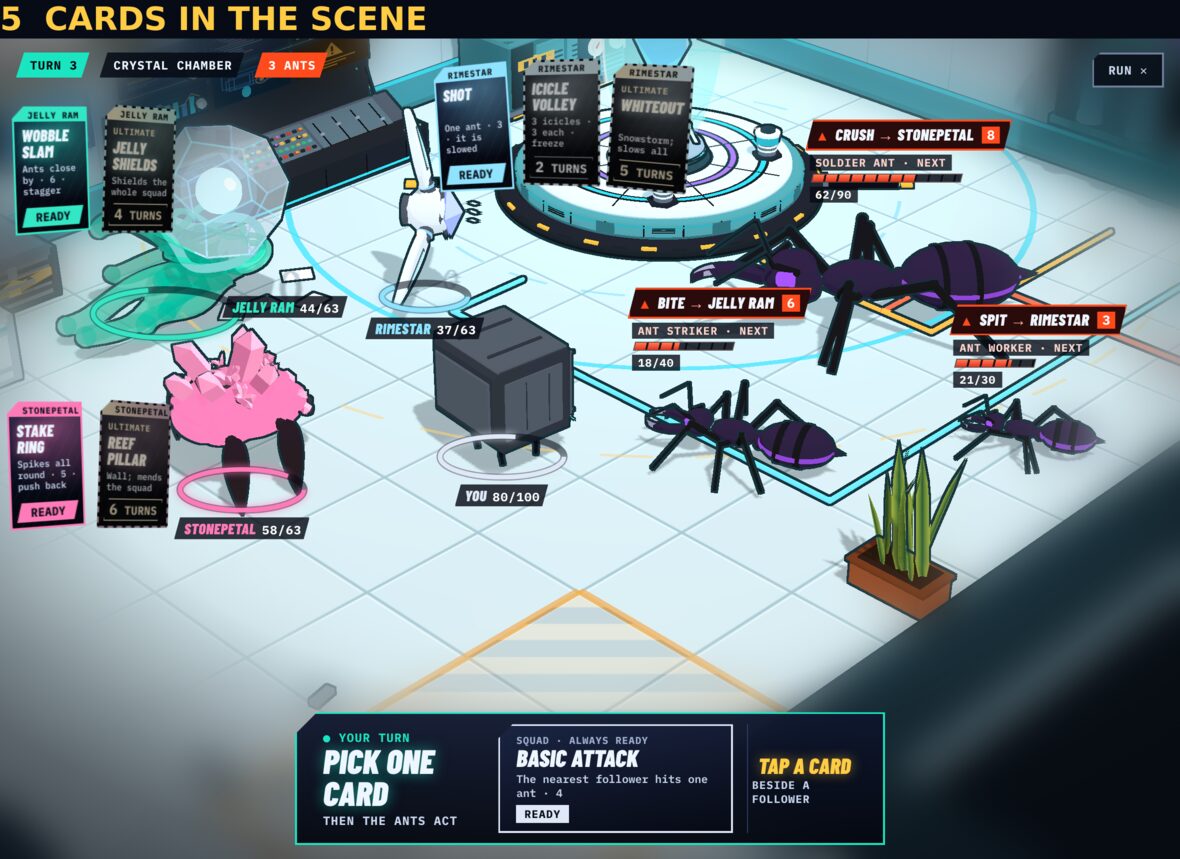 5 CARDS IN THE SCENE
TURN 3
CRYSTAL CHAMBER
3 ANTS
RUN ×
JELLY RAM
WOBBLE
SLAM
Ants close
by · 6 ·
stagger
READY
JELLY RAM
ULTIMATE
JELLY
SHIELDS
Shields the
whole squad
4 TURNS
RIMESTAR
SHOT
One ant · 3
· it is
slowed
READY
RIMESTAR
ICICLE
VOLLEY
3 icicles ·
3 each ·
freeze
2 TURNS
RIMESTAR
ULTIMATE
WHITEOUT
Snowstorm;
slows all
5 TURNS
▲ CRUSH → STONEPETAL 8
SOLDIER ANT · NEXT
62/90
▲ BITE → JELLY RAM 6
ANT STRIKER · NEXT
18/40
▲ SPIT → RIMESTAR 3
ANT WORKER · NEXT
21/30
JELLY RAM 44/63
RIMESTAR 37/63
STONEPETAL
STAKE
RING
Spikes all
round · 5 ·
push back
READY
STONEPETAL
ULTIMATE
REEF
PILLAR
Wall; mends
the squad
6 TURNS
YOU 80/100
STONEPETAL 58/63
YOUR TURN
PICK ONE
CARD
THEN THE ANTS ACT
SQUAD · ALWAYS READY
BASIC ATTACK
The nearest follower hits one
ant · 4
READY
TAP A CARD
BESIDE A
FOLLOWER